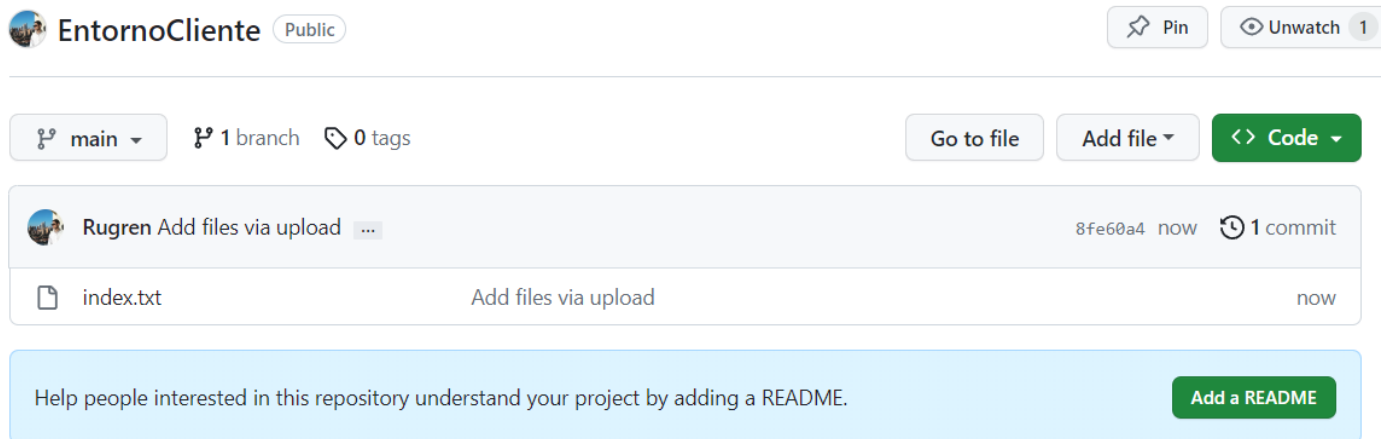 EntornoCliente Public Pin Unwatch 1
main 1 branch 0 tags Go to file Add file Code
Rugren Add files via upload ... 8fe60a4 now 1 commit
index.txt Add files via upload now
Help people interested in this repository understand your project by adding a README. Add a README